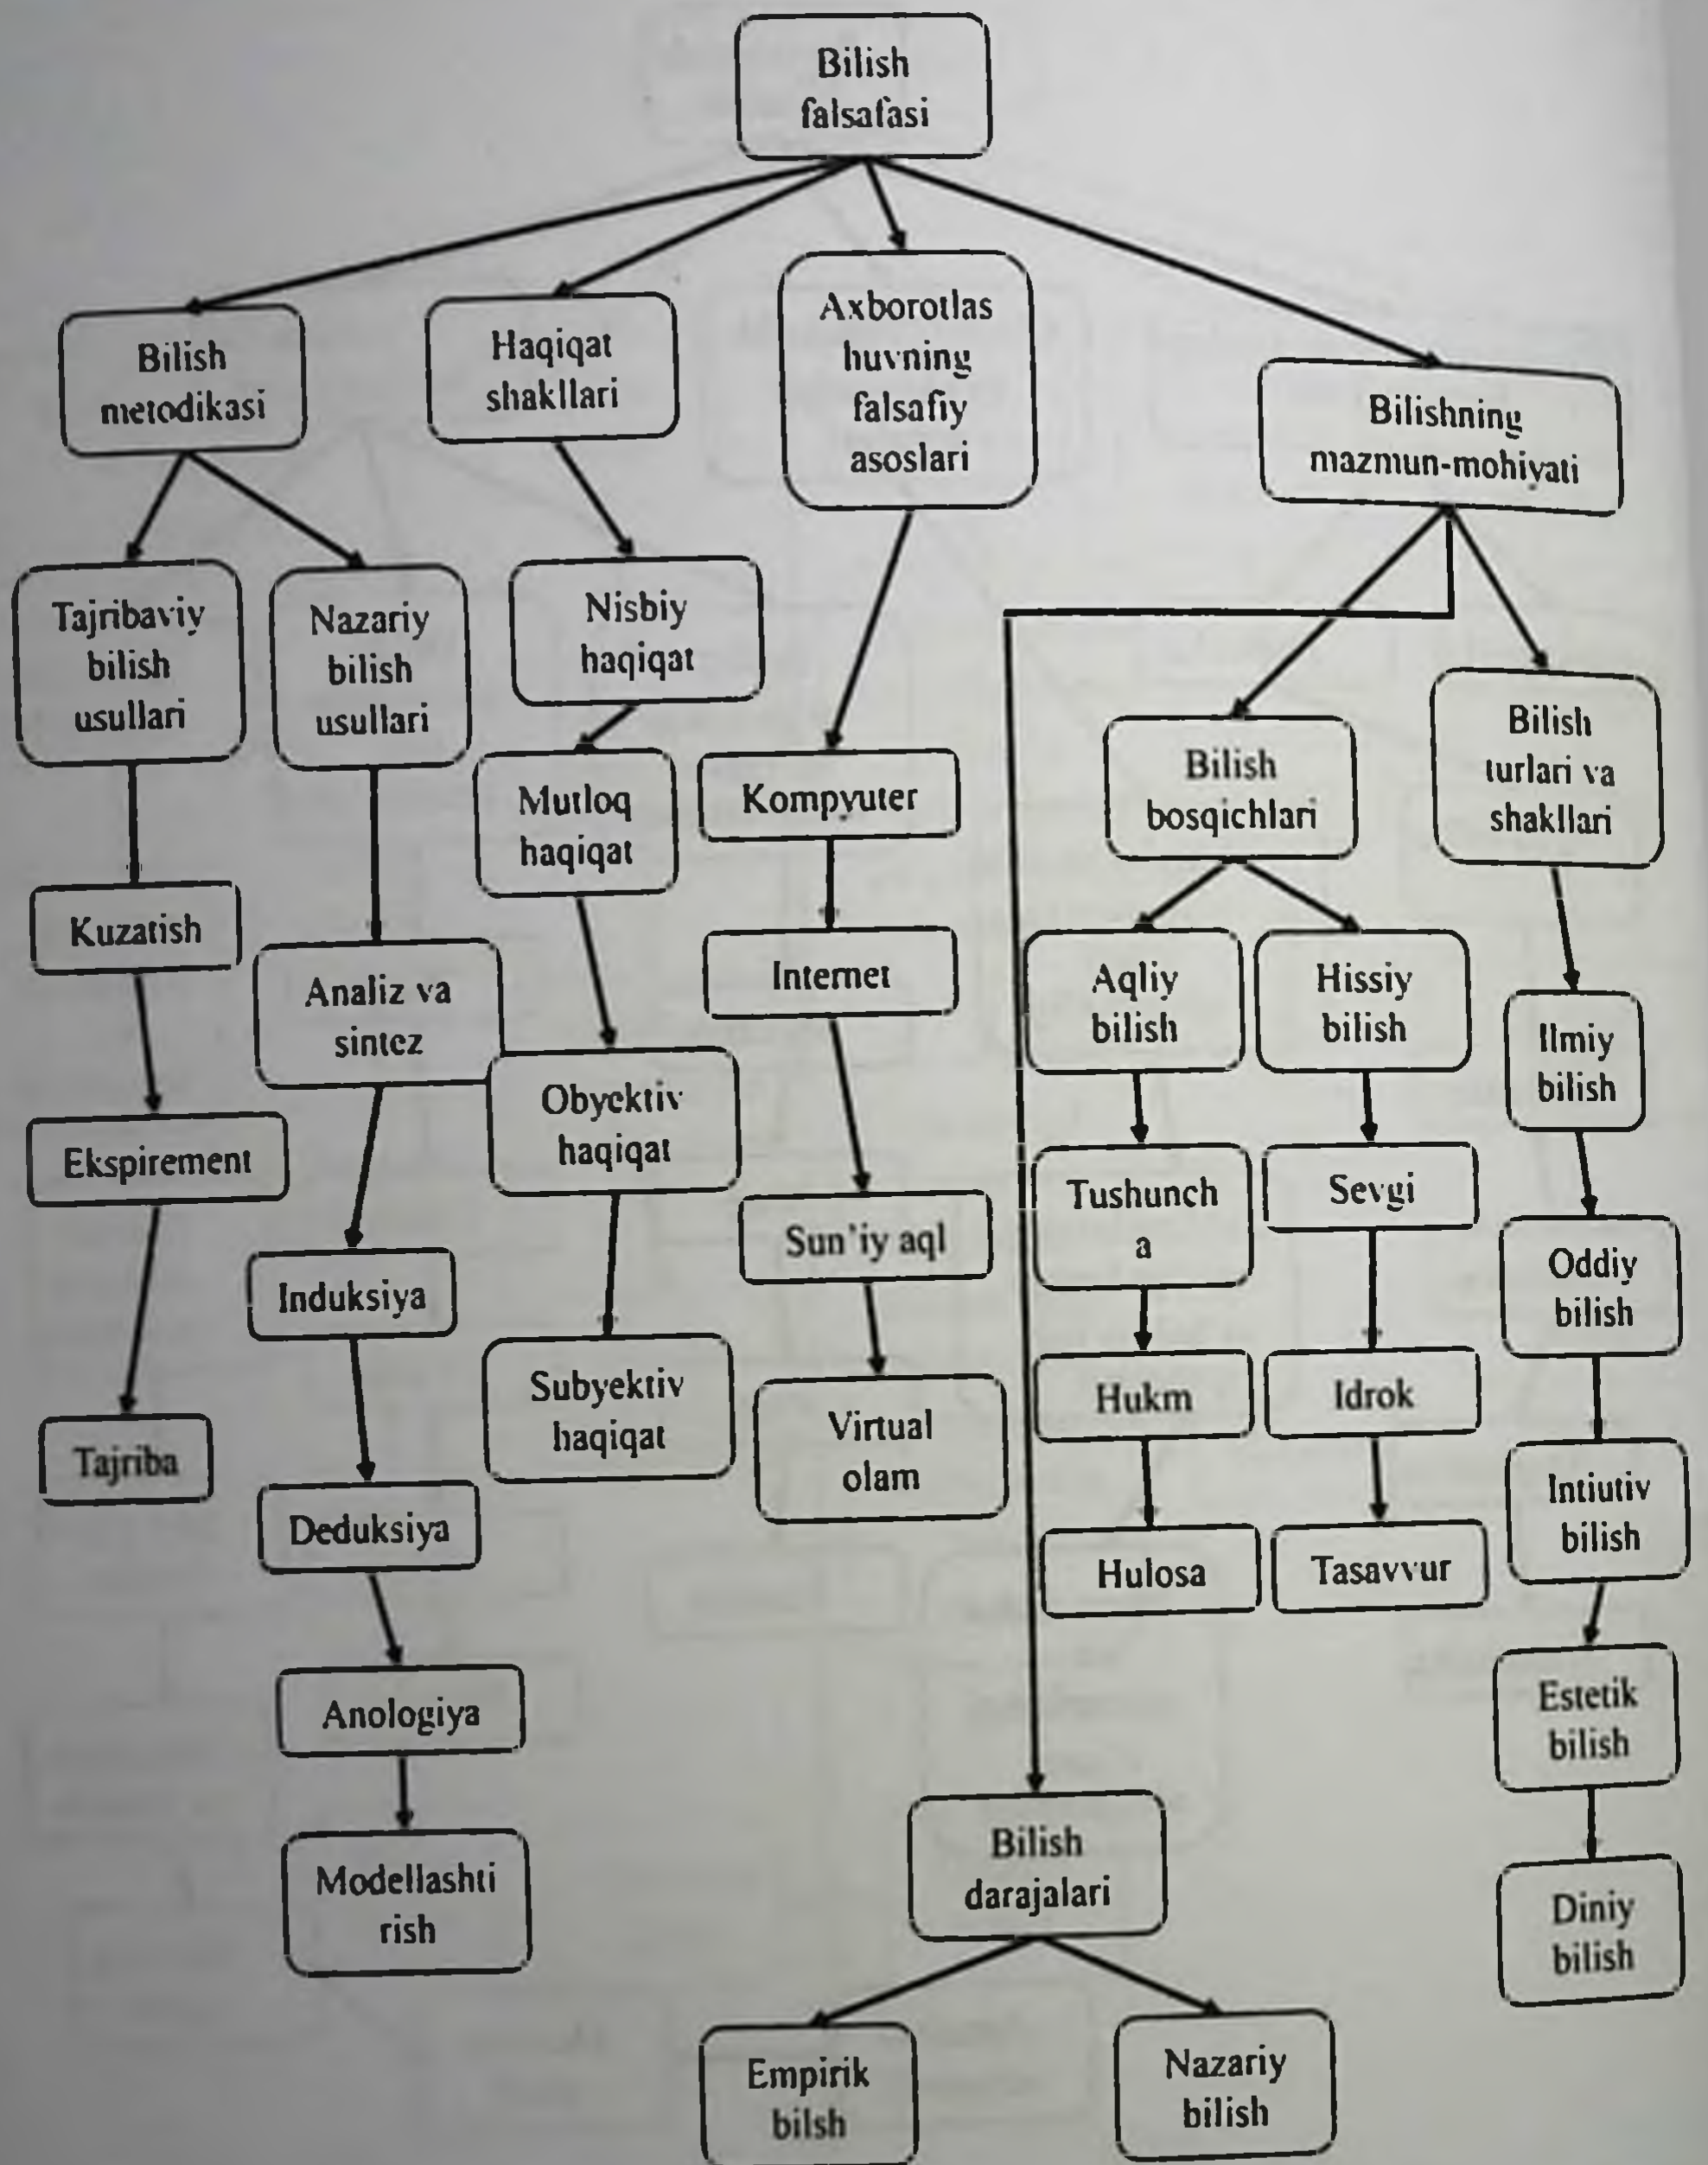 Bilish
falsafasi
Bilish
metodikasi
Haqiqat
shakllari
Axborotlas
huvning
falsafiy
asoslari
Bilishning
mazmun-mohiyati
Tajribaviy
bilish
usullari
Nazariy
bilish
usullari
Nisbiy
haqiqat
Mutloq
haqiqat
Kompyuter
Bilish
bosqichlari
Bilish
turlari va
shakllari
Kuzatish
Analiz va
sintez
Internet
Aqliy
bilish
Hissiy
bilish
Ilmiy
bilish
Ekspirement
Obyektiv
haqiqat
Tushunch
a
Sevgi
Sun'iy aql
Oddiy
bilish
Induksiya
Subyektiv
haqiqat
Virtual
olam
Hukm
Idrok
Tajriba
Deduksiya
Intiutiv
bilish
Hulosa
Tasavvur
Anologiya
Estetik
bilish
Modellashti
rish
Bilish
darajalari
Diniy
bilish
Empirik
bilsh
Nazariy
bilish